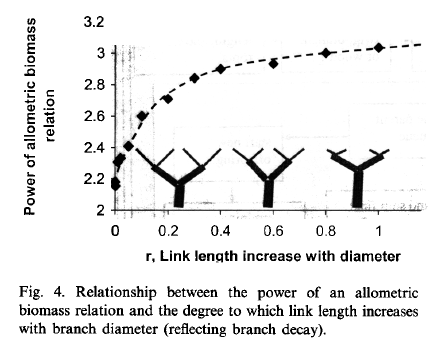 3.2
3
2.8
2.6
2.4
2.2
2
Power of allometric biomass
relation
0 0.2 0.4 0.6 0.8 1
r, Link length increase with diameter
Fig. 4. Relationship between the power of an allometric
biomass relation and the degree to which link length increases
with branch diameter (reflecting branch decay).